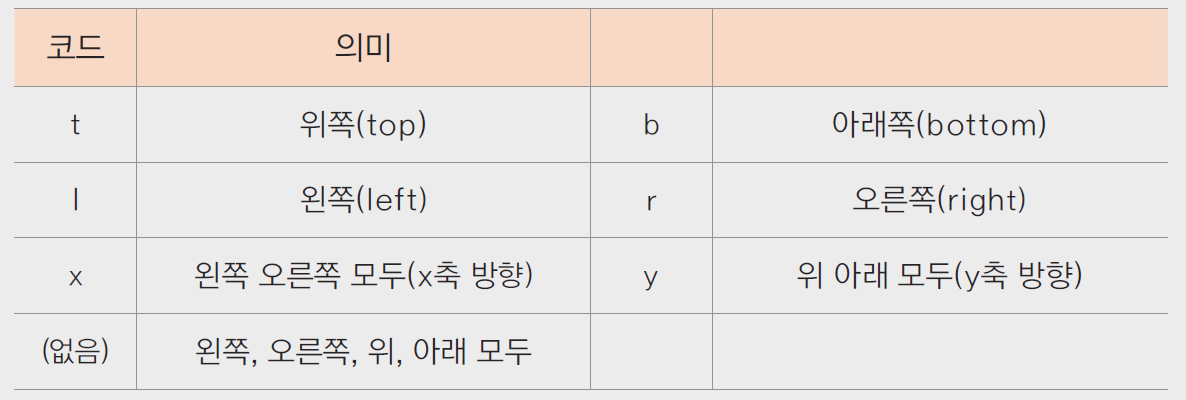 코드 의미
t 위쪽(top) b 아래쪽(bottom)
l 왼쪽(left) r 오른쪽(right)
x 왼쪽 오른쪽 모두(x축 방향) y 위 아래 모두(y축 방향)
(없음) 왼쪽, 오른쪽, 위, 아래 모두